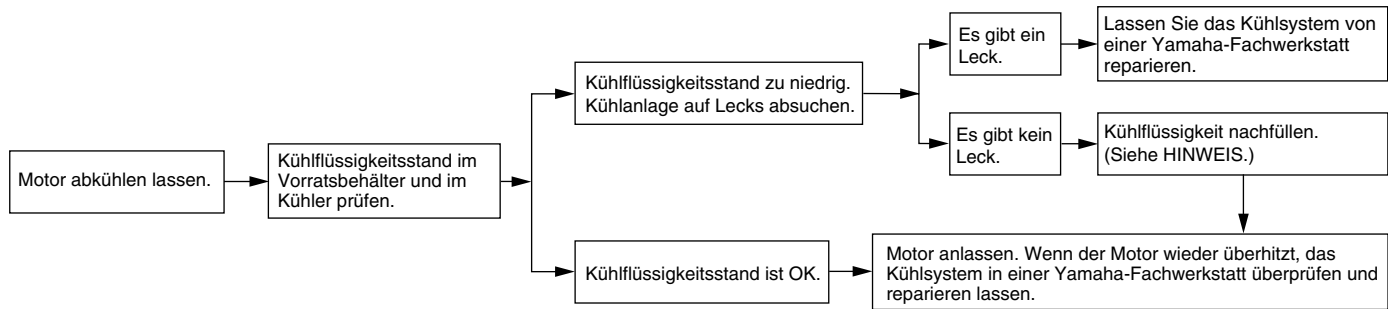 Motor abkühlen lassen.
Kühlflüssigkeitsstand im
Vorratsbehälter und im
Kühler prüfen.
Kühlflüssigkeitsstand zu niedrig.
Kühlanlage auf Lecks absuchen.
Es gibt ein
Leck.
Lassen Sie das Kühlsystem von
einer Yamaha-Fachwerkstatt
reparieren.
Es gibt kein
Leck.
Kühlflüssigkeit nachfüllen.
(Siehe HINWEIS.)
Kühlflüssigkeitsstand ist OK.
Motor anlassen. Wenn der Motor wieder überhitzt, das
Kühlsystem in einer Yamaha-Fachwerkstatt überprüfen und
reparieren lassen.